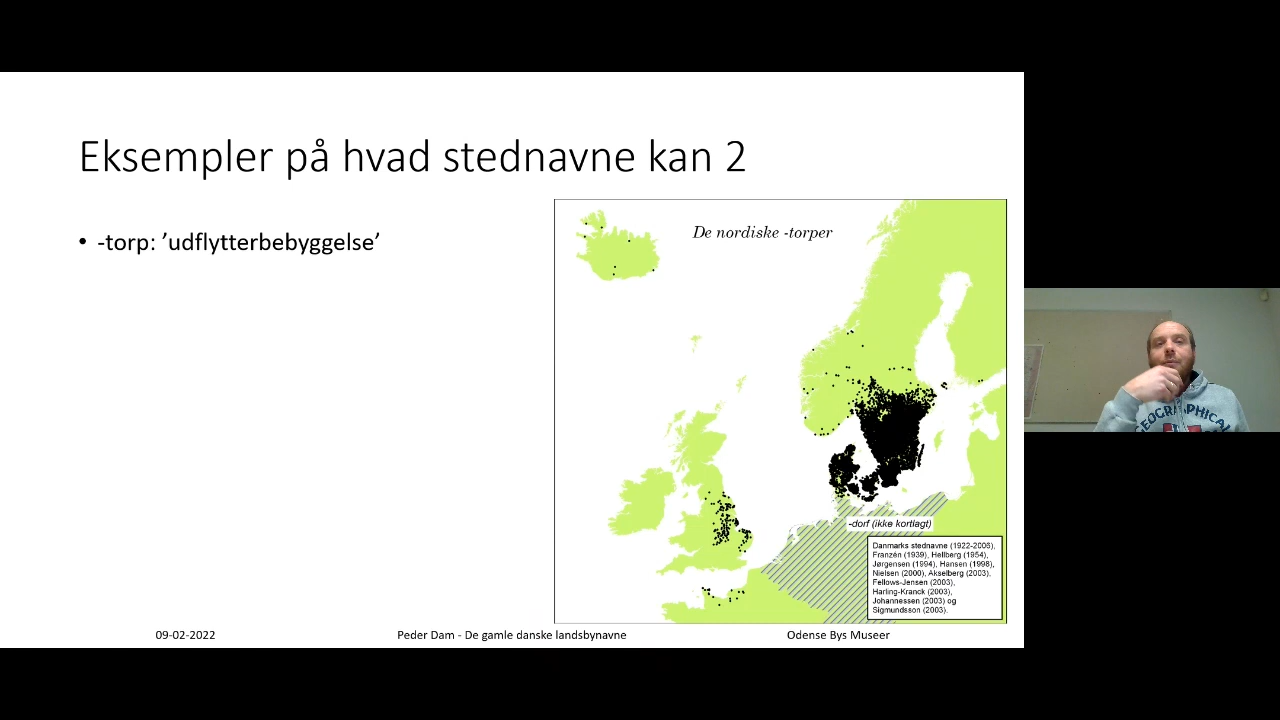 Eksempler på hvad stednavne kan 2
• -torp: ’udflytterbebyggelse’
De nordiske -torper
-dorf (ikke kortlagt)
Danmarks stednavne (1922-2006),
Franzén (1939), Hellberg (1954),
Jørgensen (1994), Hansen (1998),
Nielsen (2000), Akselberg (2003),
Fellows-Jensen (2003),
Harling-Kranck (2003),
Johannessen (2003) og
Sigmundsson (2003).
09-02-2022
Peder Dam - De gamle danske landsbynavne
Odense Bys Museer
GEOGRAPHICAL